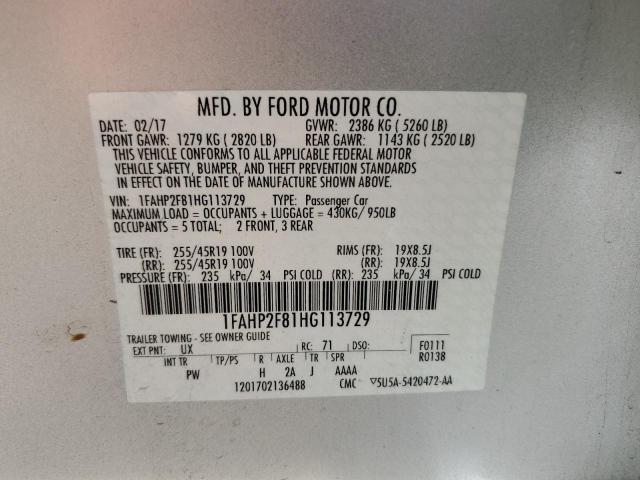 MFD. BY FORD MOTOR CO.
DATE: 02/17 GVWR: 2386 KG ( 5260 LB)
FRONT GAWR: 1279 KG ( 2820 LB) REAR GAWR: 1143 KG ( 2520 LB)
THIS VEHICLE CONFORMS TO ALL APPLICABLE FEDERAL MOTOR
VEHICLE SAFETY, BUMPER, AND THEFT PREVENTION STANDARDS
IN EFFECT ON THE DATE OF MANUFACTURE SHOWN ABOVE.
VIN: 1FAHP2F81HG113729 TYPE: Passenger Car
MAXIMUM LOAD = OCCUPANTS + LUGGAGE = 430KG/ 950LB
OCCUPANTS = 5 TOTAL; 2 FRONT, 3 REAR
TIRE (FR): 255/45R19 100V RIMS (FR): 19X8.5J
(RR): 255/45R19 100V (RR): 19X8.5J
PRESSURE (FR): 235 kPa/ 34 PSI COLD (RR): 235 kPa/ 34 PSI COLD
1FAHP2F81HG113729
TRAILER TOWING - SEE OWNER GUIDE
EXT PNT: UX RC: 71 DSO: F0111
R0138
INT TR TP/PS R AXLE TR SPR
PW H 2A J AAAA
1201702136488 CMC ▽5U5A-5420472-AA